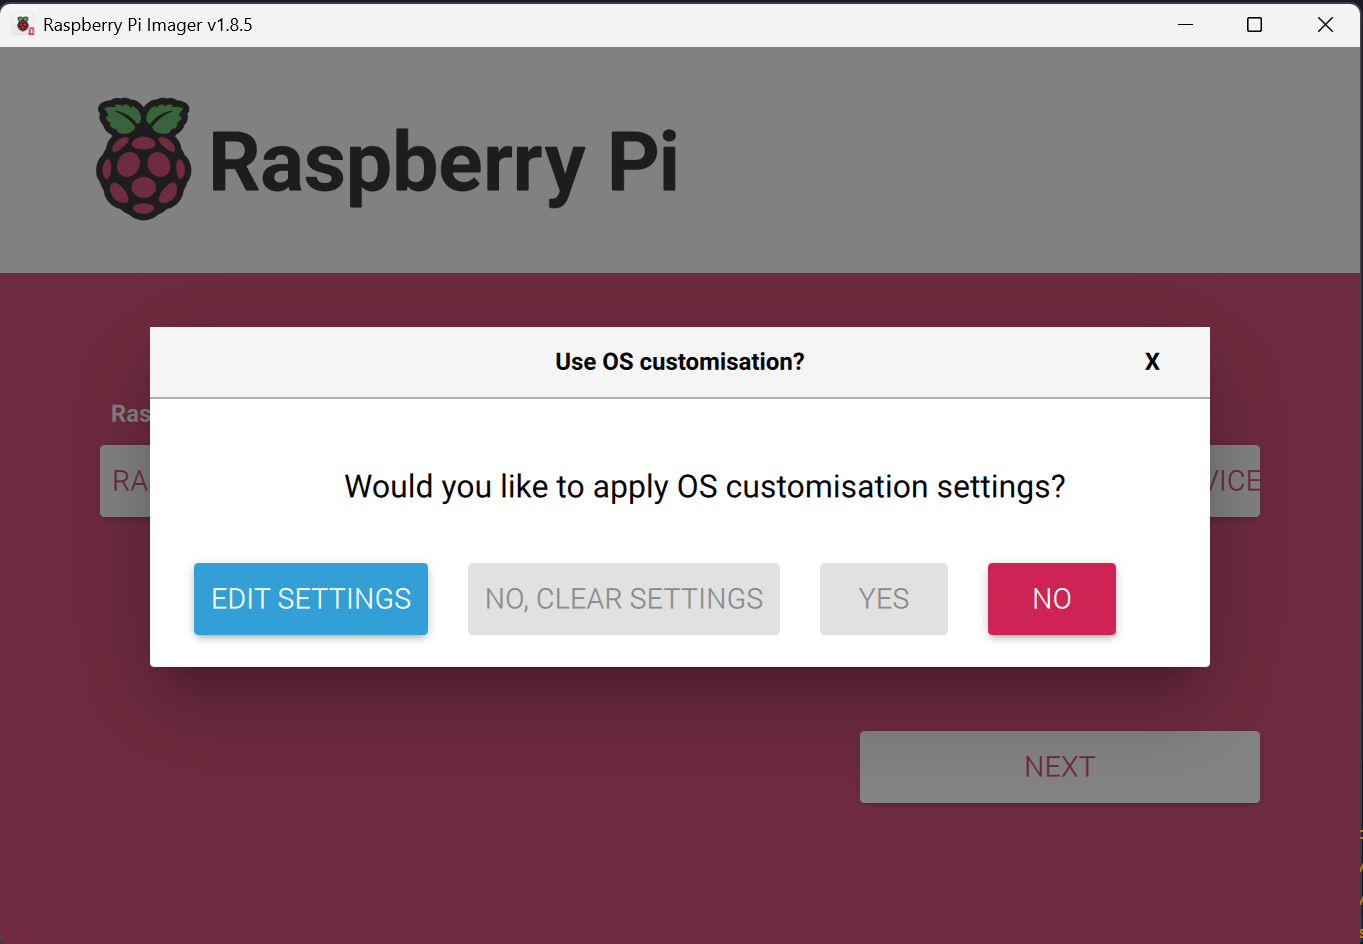 Raspberry Pi Imager v1.8.5
Raspberry Pi
Use OS customisation? X
Ras
RA
VICE
Would you like to apply OS customisation settings?
EDIT SETTINGS NO, CLEAR SETTINGS YES NO
NEXT